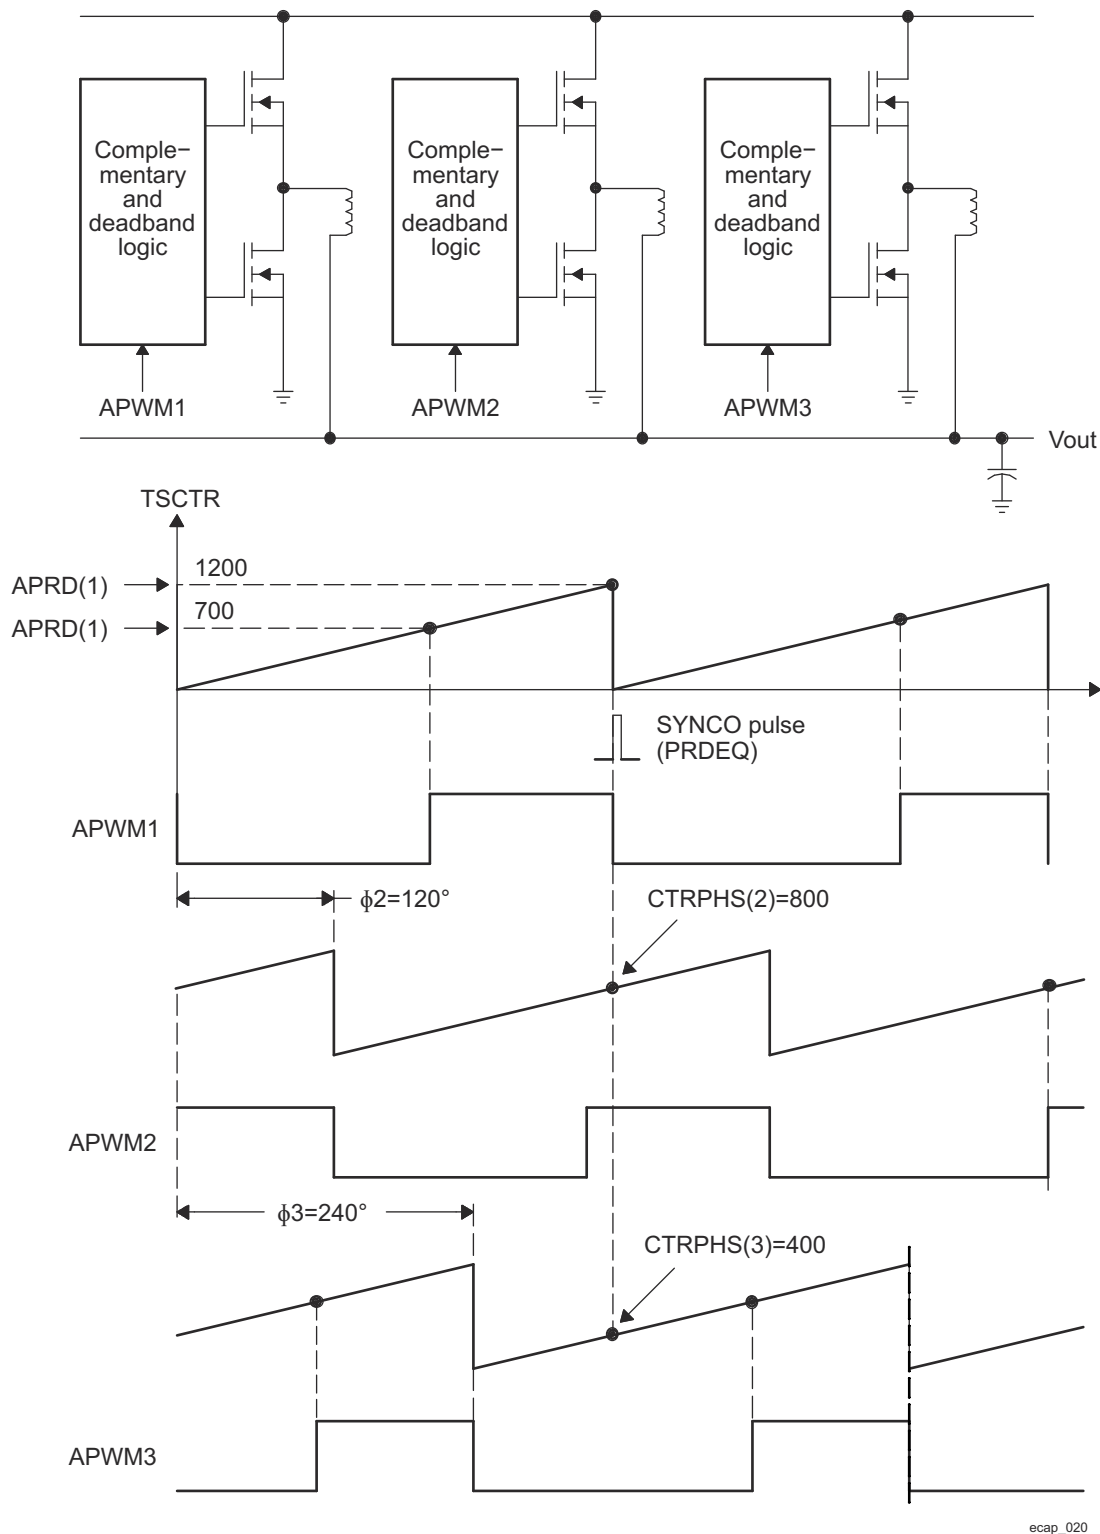 Comple−
mentary
and
deadband
logic
Comple−
mentary
and
deadband
logic
Comple−
mentary
and
deadband
logic
APWM1
APWM2
APWM3
Vout
TSCTR
APRD(1)
1200
APRD(1)
700
SYNCO pulse
(PRDEQ)
APWM1
ϕ2=120°
CTRPHS(2)=800
APWM2
ϕ3=240°
CTRPHS(3)=400
APWM3
ecap_020